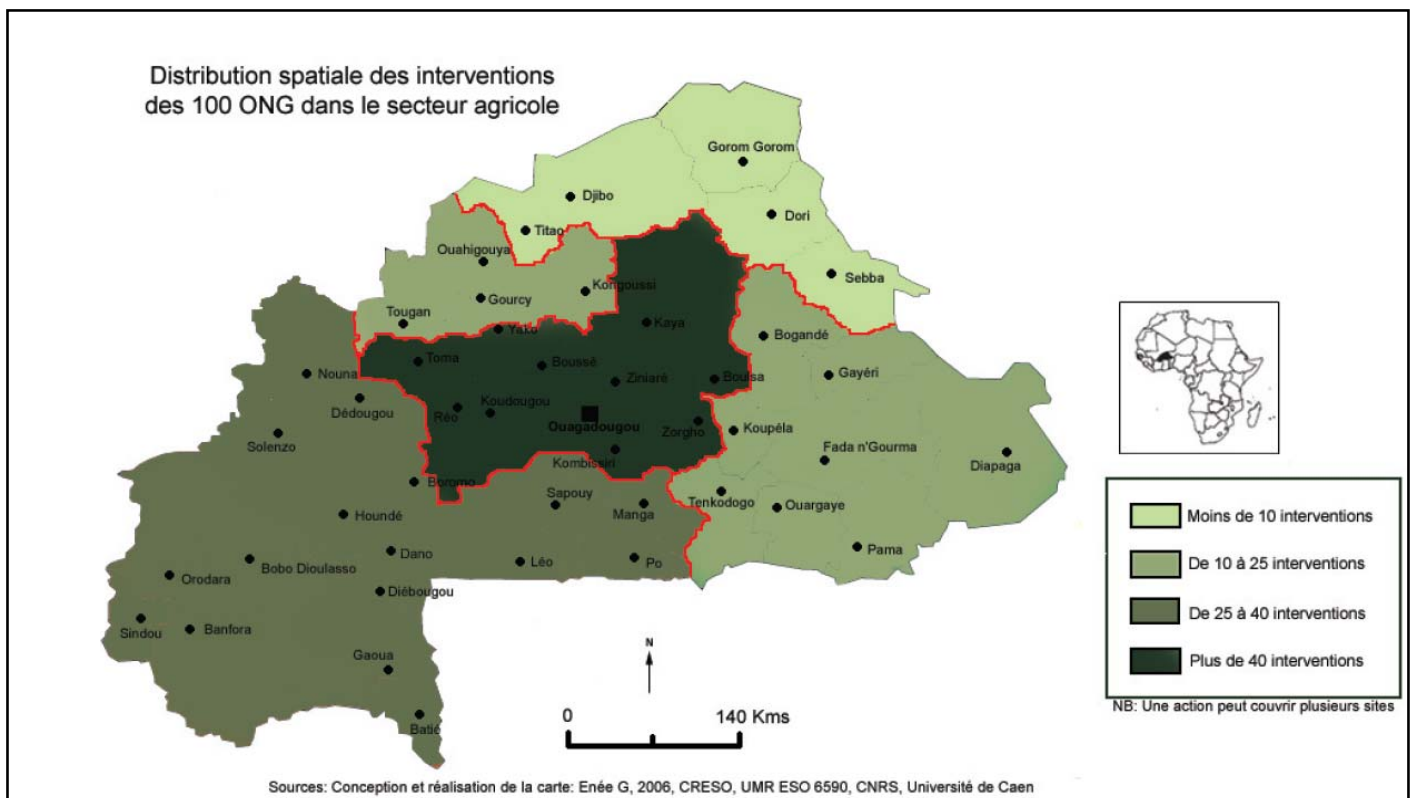 Distribution spatiale des interventions
des 100 ONG dans le secteur agricole
Gorom Gorom
Djibo
Dori
Titao
Ouahigouya
Sebba
Kongoussi
Gourcy
Tougan
Yako
Kaya
Bogandé
Toma
Boussé
Nouna
Ziniaré
Boulsa
Gayéri
Dédougou
Réo
Koudougou
Ouagadougou
Zorgho
Koupéla
Solenzo
Fada n'Gourma
Diapaga
Kombissiri
Boromo
Sapouy
Manga
Tenkodogo
Ouargaye
Houndé
Dano
Léo
Po
Pama
Bobo Dioulasso
Orodara
Diébougou
Sindou
Banfora
Gaoua
Batié
Moins de 10 interventions
De 10 à 25 interventions
De 25 à 40 interventions
Plus de 40 interventions
NB: Une action peut couvrir plusieurs sites
N
0 140 Kms
Sources: Conception et réalisation de la carte: Enée G, 2006, CRESO, UMR ESO 6590, CNRS, Université de Caen